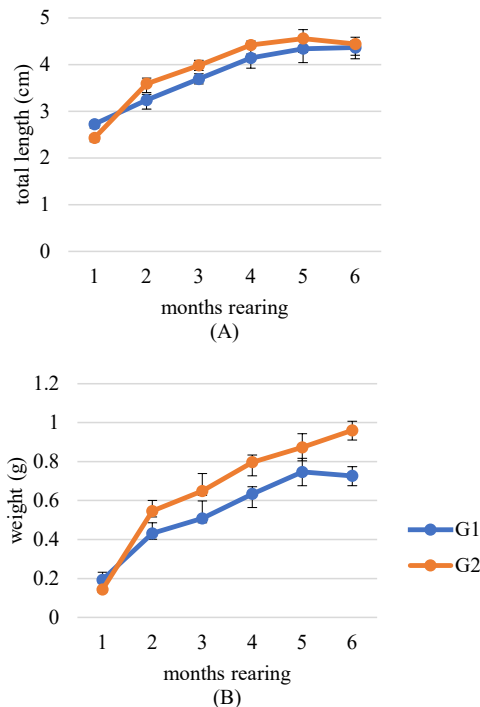 5
4
3
2
1
0
total length (cm)
1 2 3 4 5 6
months rearing
(A)
1.2
1
0.8
0.6
0.4
0.2
0
weight (g)
1 2 3 4 5 6
months rearing
(B)
G1
G2